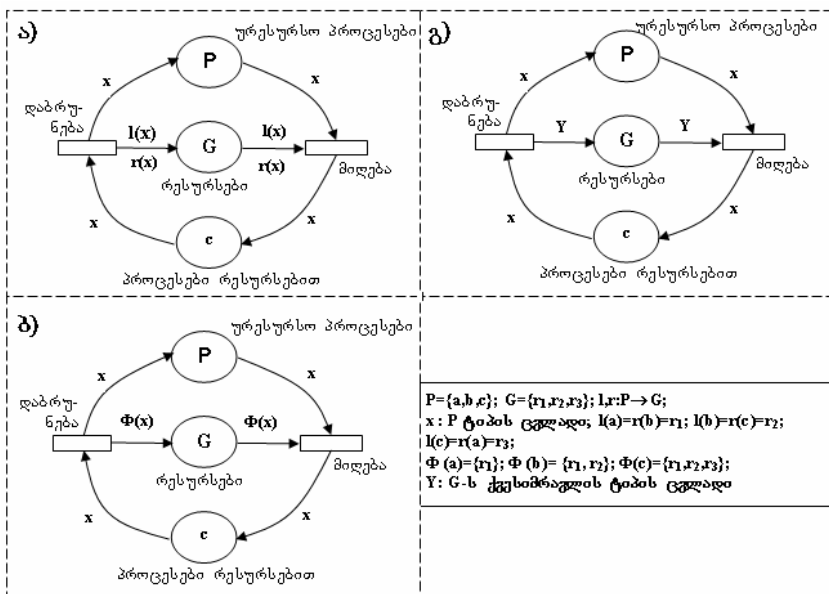 ა)
ურესურსო პროცესები
P
x
x
დაბრუ-
ნება
l(x)
l(x)
G
r(x)
r(x)
რესურსები
მიღება
x
x
c
პროცესები რესურსებით
გ)
ურესურსო პროცესები
P
x
x
დაბრუ-
ნება
Y
Y
G
რესურსები
მიღება
x
x
c
პროცესები რესურსებით
ბ)
ურესურსო პროცესები
P
x
x
დაბრუ-
ნება
Φ(x)
Φ(x)
G
რესურსები
მიღება
x
x
c
პროცესები რესურსებით
P={a,b,c}; G={r₁,r₂,r₃}; l,r:P→G;
x : P ტიპის ცვლადი; l(a)=r(b)=r₁; l(b)=r(c)=r₂;
l(c)=r(a)=r₃;
Φ (a)={r₁}; Φ (b)= {r₁, r₂}; Φ(c)={r₁,r₂,r₃};
Y: G-ს ქვესიმრავლის ტიპის ცვლადი